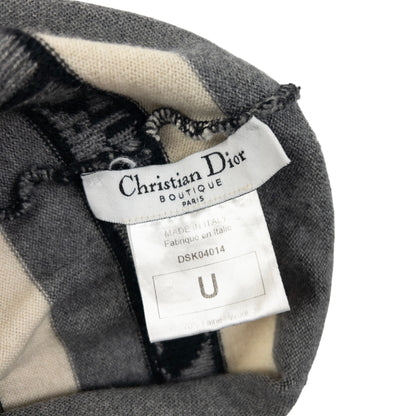 Christian Dior
BOUTIQUE
PARIS
MADE IN ITALY
Fabriqué en Italie
DSK04014
U